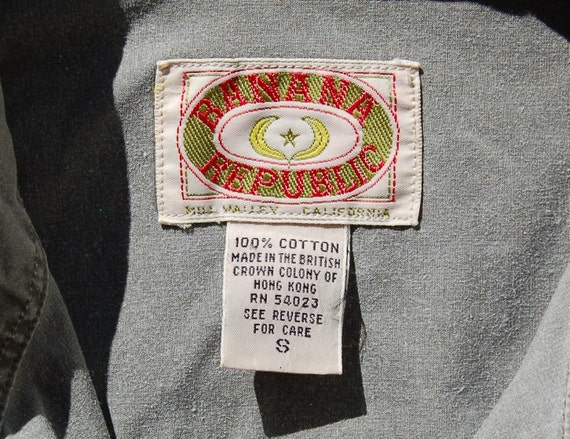 BANANA
REPUBLIC
MILL VALLEY CALIFORNIA
100% COTTON
MADE IN THE BRITISH
CROWN COLONY OF
HONG KONG
RN 54023
SEE REVERSE
FOR CARE
S